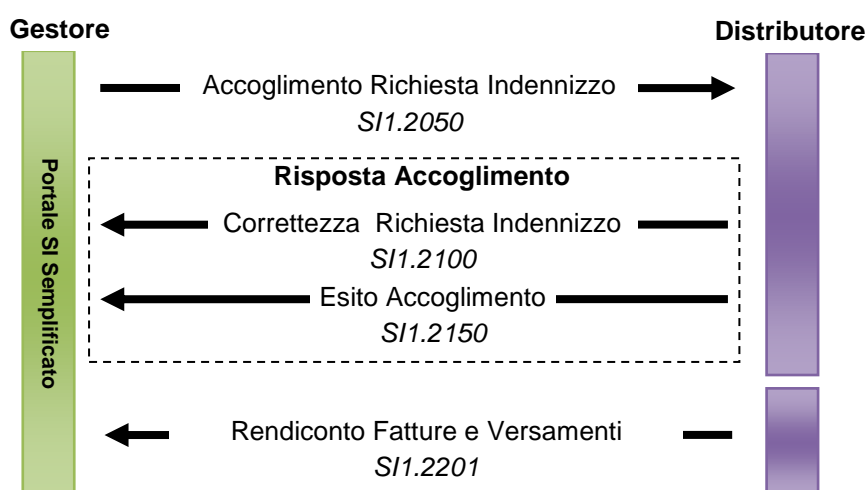 Gestore
Distributore
Accoglimento Richiesta Indennizzo
SI1.2050
Portale SI Semplificato
Risposta Accoglimento
Correttezza Richiesta Indennizzo
SI1.2100
Esito Accoglimento
SI1.2150
Rendiconto Fatture e Versamenti
SI1.2201